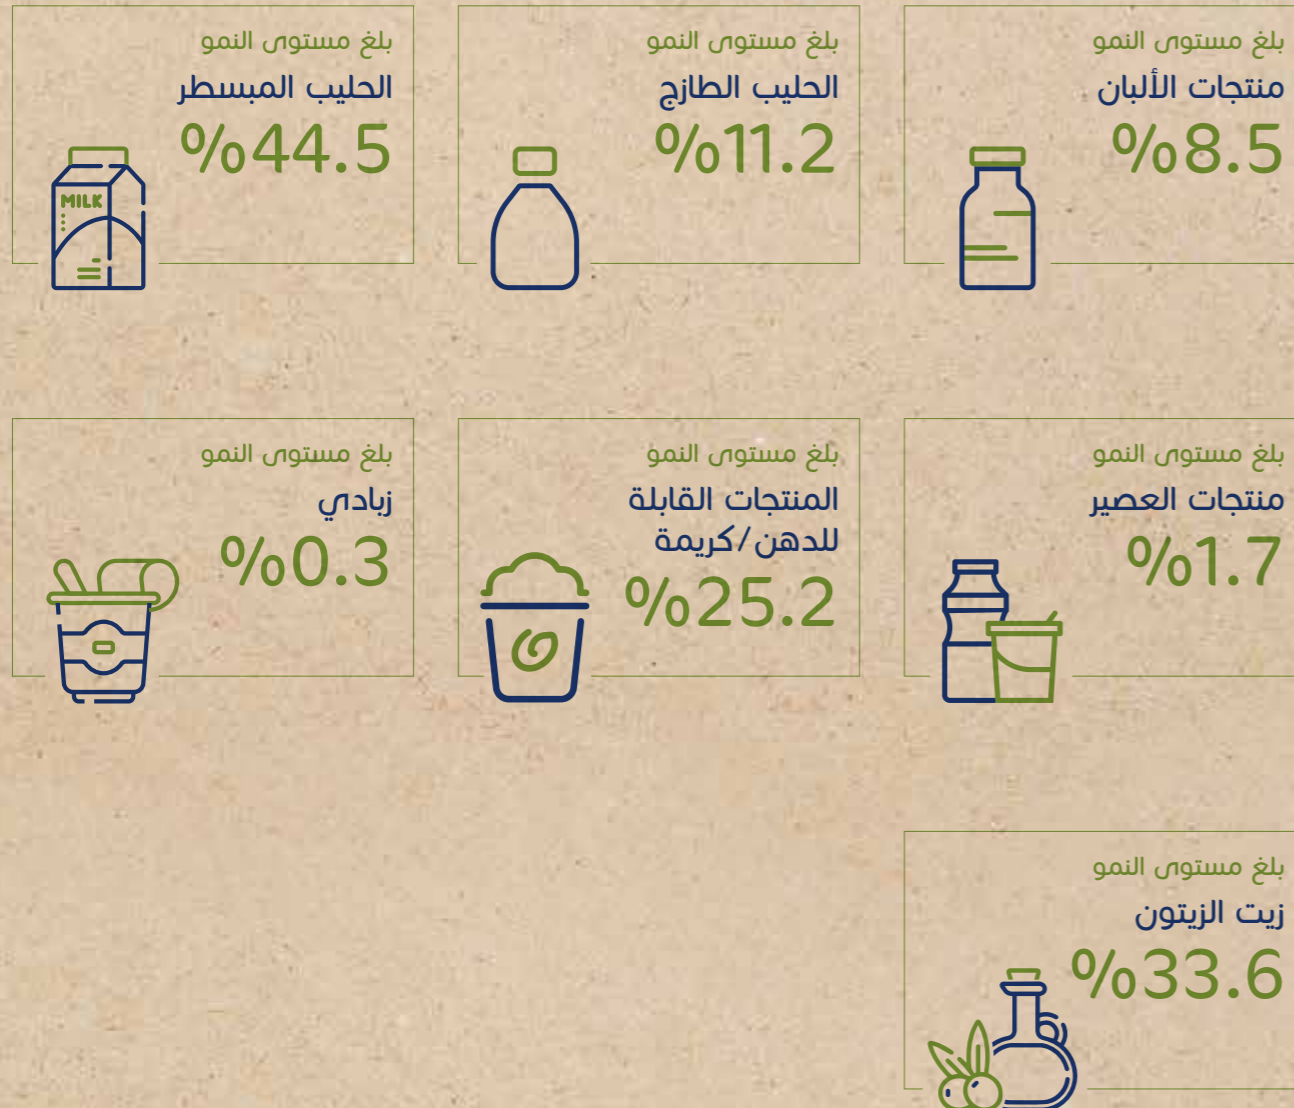 بلغ مستوى النمو
منتجات الألبان
%8.5
بلغ مستوى النمو
الحليب الطازج
%11.2
بلغ مستوى النمو
الحليب المبسطر
%44.5
MILK
بلغ مستوى النمو
منتجات العصير
%1.7
بلغ مستوى النمو
المنتجات القابلة
للدهن/كريمة
%25.2
بلغ مستوى النمو
زبادي
%0.3
بلغ مستوى النمو
زيت الزيتون
%33.6